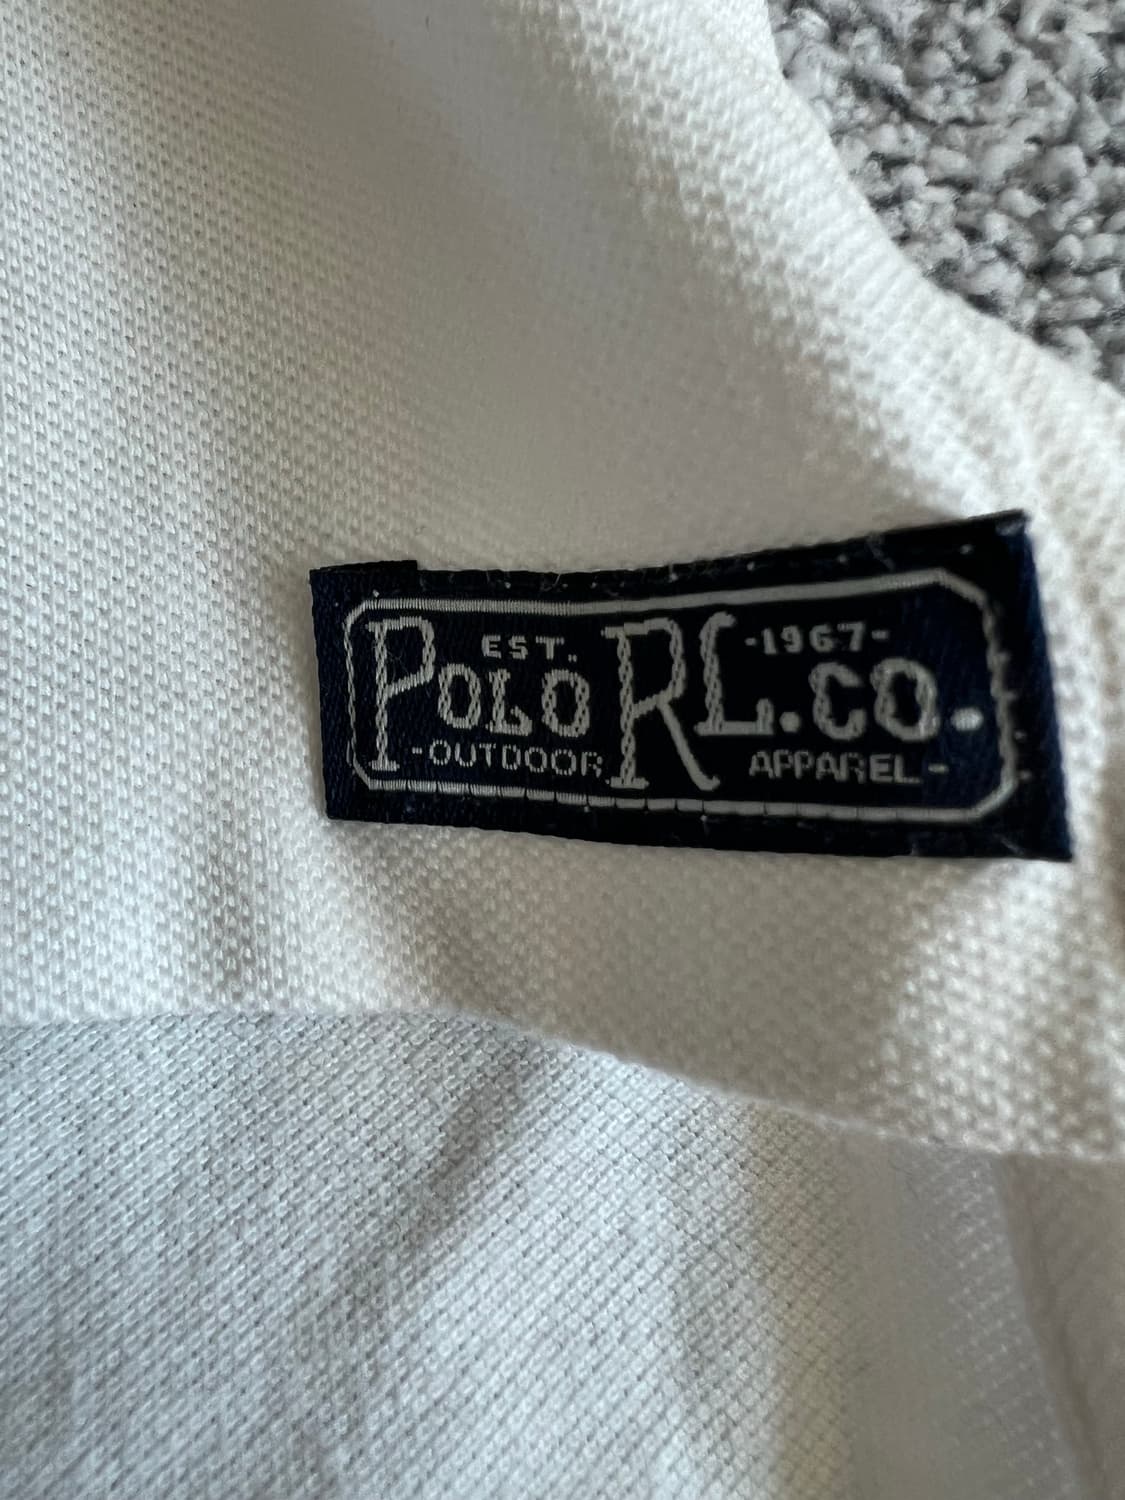 EST. -1967-
POLO RL.CO.
-OUTDOOR APPAREL-